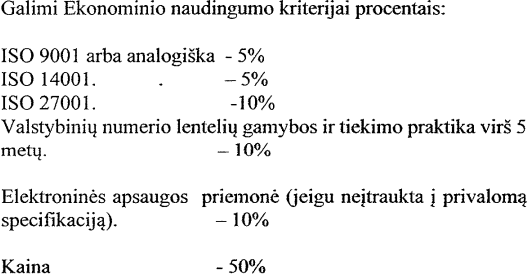 Galimi Ekonominio naudingumo kriterijai procentais:
ISO 9001 arba analogiška - 5%
ISO 14001. . – 5%
ISO 27001. -10%
Valstybinių numerio lentelių gamybos ir tiekimo praktika virš 5
metų. – 10%
Elektroninės apsaugos priemonė (jeigu neįtraukta į privalomą
specifikaciją). – 10%
Kaina - 50%